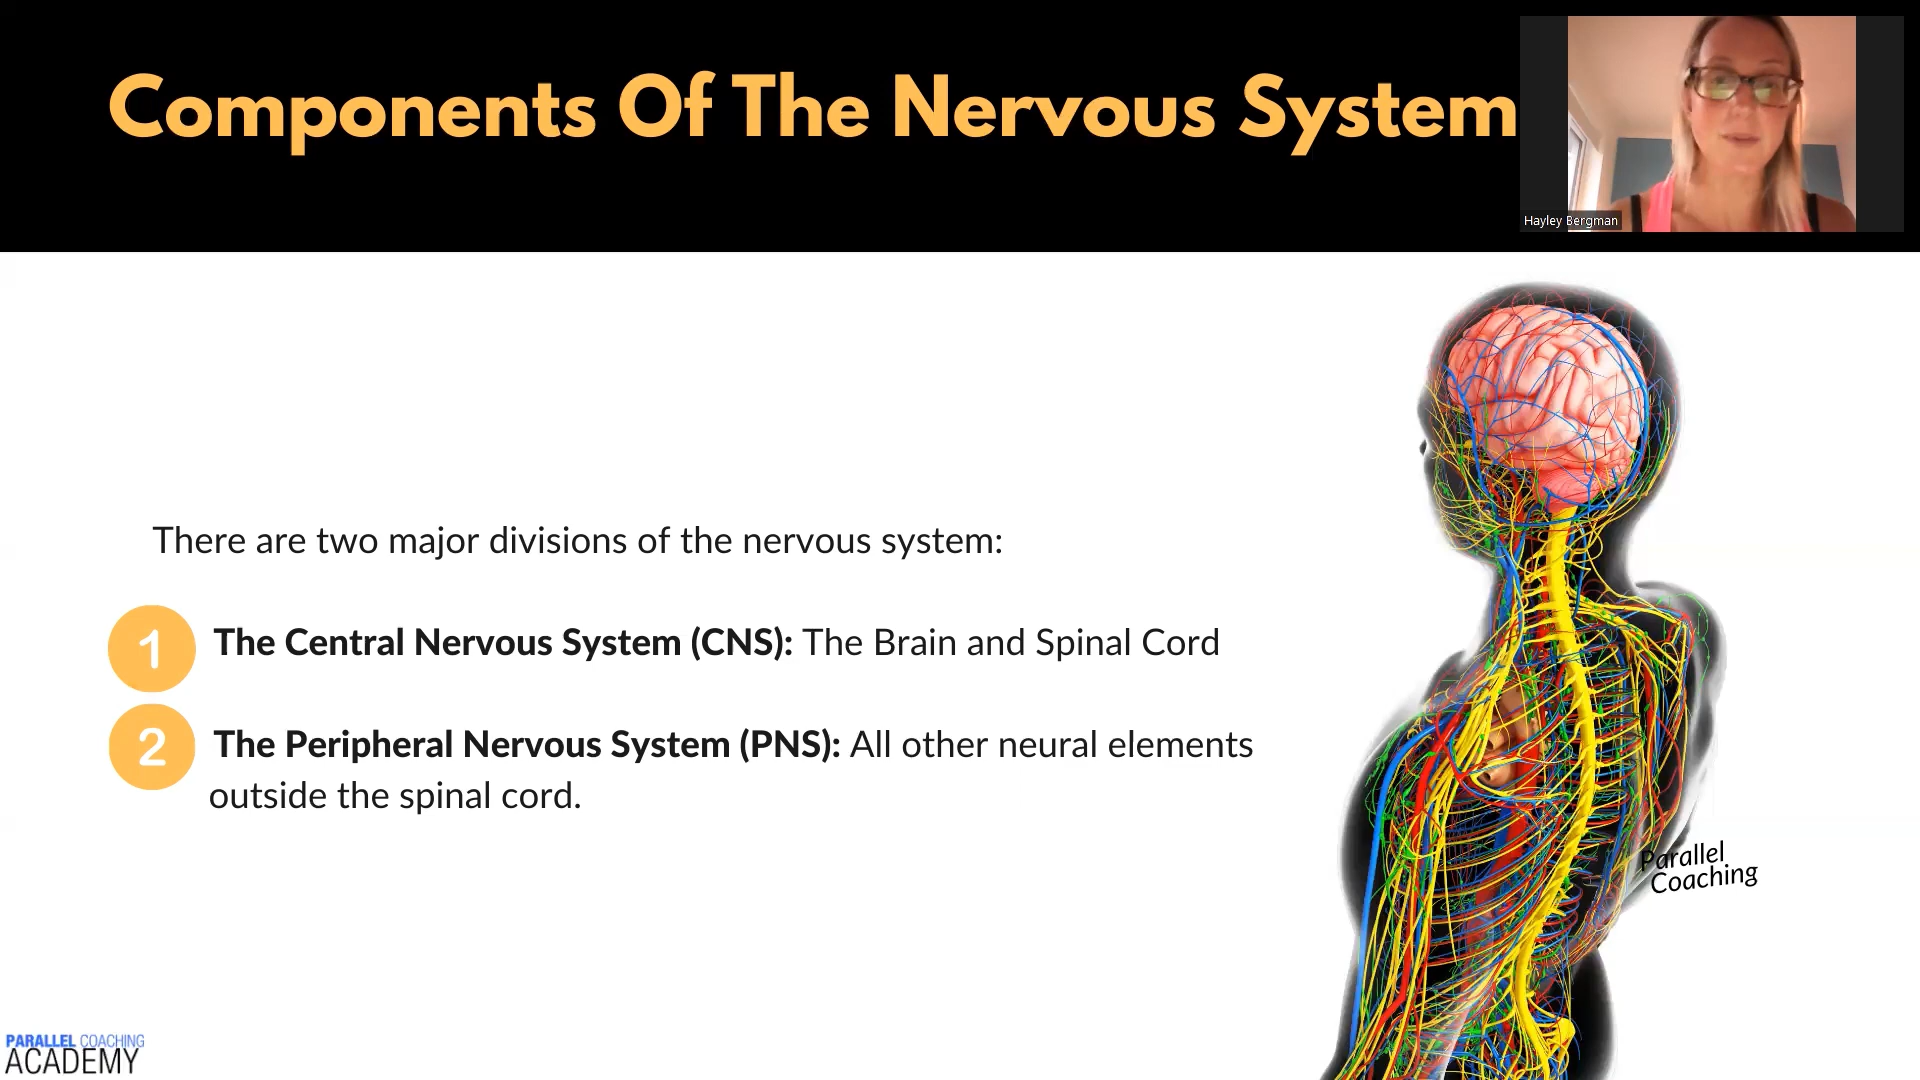 Components Of The Nervous System
Hayley Bergman
There are two major divisions of the nervous system:
1 The Central Nervous System (CNS): The Brain and Spinal Cord
2 The Peripheral Nervous System (PNS): All other neural elements
outside the spinal cord.
Parallel
Coaching
PARALLEL COACHING
ACADEMY